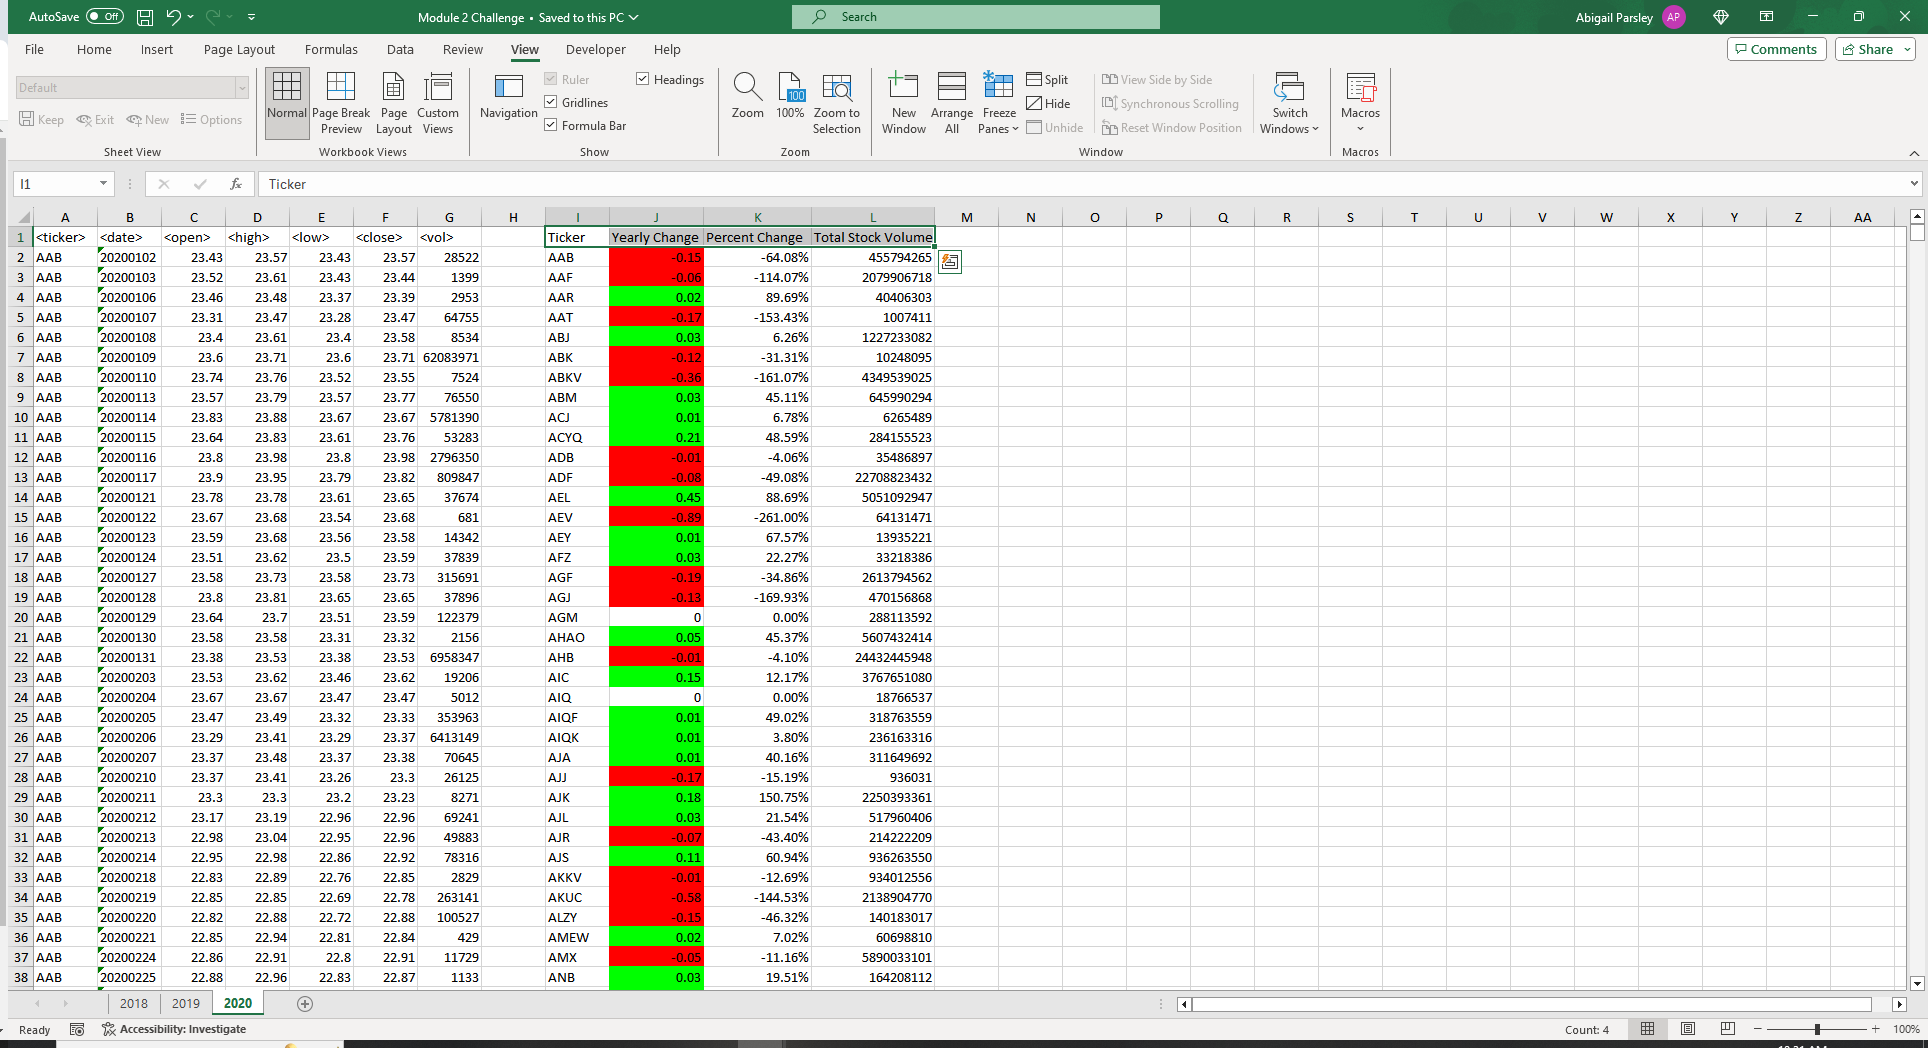 AutoSave Off Module 2 Challenge • Saved to this PC Search Abigail Parsley AP
File Home Insert Page Layout Formulas Data Review View Developer Help Comments Share
Default
Keep Exit New Options
Sheet View
Normal Page Break Preview Page Layout Custom Views
Workbook Views
Navigation Ruler Gridlines Formula Bar Headings
Show
Zoom 100 100% Zoom to Selection
Zoom
New Window Arrange All Freeze Panes Split Hide Unhide View Side by Side Synchronous Scrolling Reset Window Position Switch Windows
Window
Macros
Macros
I1 fx Ticker
A B C D E F G H I J K L M N O P Q R S T U V W X Y Z AA
1 <ticker> <date> <open> <high> <low> <close> <vol> Ticker Yearly Change Percent Change Total Stock Volume
2 AAB 20200102 23.43 23.57 23.43 23.57 28522 AAB -0.15 -64.08% 455794265
3 AAB 20200103 23.52 23.61 23.43 23.44 1399 AAF -0.06 -114.07% 2079906718
4 AAB 20200106 23.46 23.48 23.37 23.39 2953 AAR 0.02 89.69% 40406303
5 AAB 20200107 23.31 23.47 23.28 23.47 64755 AAT -0.17 -153.43% 1007411
6 AAB 20200108 23.4 23.61 23.4 23.58 8534 ABJ 0.03 6.26% 1227233082
7 AAB 20200109 23.6 23.71 23.6 23.71 62083971 ABK -0.12 -31.31% 10248095
8 AAB 20200110 23.74 23.76 23.52 23.55 7524 ABKV -0.36 -161.07% 4349539025
9 AAB 20200113 23.57 23.79 23.57 23.77 76550 ABM 0.03 45.11% 645990294
10 AAB 20200114 23.83 23.88 23.67 23.67 5781390 ACJ 0.01 6.78% 6265489
11 AAB 20200115 23.64 23.83 23.61 23.76 53283 ACYQ 0.21 48.59% 284155523
12 AAB 20200116 23.8 23.98 23.8 23.98 2796350 ADB -0.01 -4.06% 35486897
13 AAB 20200117 23.9 23.95 23.79 23.82 809847 ADF -0.08 -49.08% 22708823432
14 AAB 20200121 23.78 23.78 23.61 23.65 37674 AEL 0.45 88.69% 5051092947
15 AAB 20200122 23.67 23.68 23.54 23.68 681 AEV -0.89 -261.00% 64131471
16 AAB 20200123 23.59 23.68 23.56 23.58 14342 AEY 0.01 67.57% 13935221
17 AAB 20200124 23.51 23.62 23.5 23.59 37839 AFZ 0.03 22.27% 33218386
18 AAB 20200127 23.58 23.73 23.58 23.73 315691 AGF -0.19 -34.86% 2613794562
19 AAB 20200128 23.8 23.81 23.65 23.65 37896 AGJ -0.13 -169.93% 470156868
20 AAB 20200129 23.64 23.7 23.51 23.59 122379 AGM 0 0.00% 288113592
21 AAB 20200130 23.58 23.58 23.31 23.32 2156 AHAO 0.05 45.37% 5607432414
22 AAB 20200131 23.38 23.53 23.38 23.53 6958347 AHB -0.01 -4.10% 24432445948
23 AAB 20200203 23.53 23.62 23.46 23.62 19206 AIC 0.15 12.17% 3767651080
24 AAB 20200204 23.67 23.67 23.47 23.47 5012 AIQ 0 0.00% 18766537
25 AAB 20200205 23.47 23.49 23.32 23.33 353963 AIQF 0.01 49.02% 318763559
26 AAB 20200206 23.29 23.41 23.29 23.37 6413149 AIQK 0.01 3.80% 236163316
27 AAB 20200207 23.37 23.48 23.37 23.38 70645 AJA 0.01 40.16% 311649692
28 AAB 20200210 23.37 23.41 23.26 23.3 26125 AJJ -0.17 -15.19% 936031
29 AAB 20200211 23.3 23.3 23.2 23.23 8271 AJK 0.18 150.75% 2250393361
30 AAB 20200212 23.17 23.19 22.96 22.96 69241 AJL 0.03 21.54% 517960406
31 AAB 20200213 22.98 23.04 22.95 22.96 49883 AJR -0.07 -43.40% 214222209
32 AAB 20200214 22.95 22.98 22.86 22.92 78316 AJS 0.11 60.94% 936263550
33 AAB 20200218 22.83 22.89 22.76 22.85 2829 AKKV -0.01 -12.69% 934012556
34 AAB 20200219 22.85 22.85 22.69 22.78 263141 AKUC -0.58 -144.53% 2138904770
35 AAB 20200220 22.82 22.88 22.72 22.88 100527 ALZY -0.15 -46.32% 140183017
36 AAB 20200221 22.85 22.94 22.81 22.84 429 AMEW 0.02 7.02% 60698810
37 AAB 20200224 22.86 22.91 22.8 22.91 11729 AMX -0.05 -11.16% 5890033101
38 AAB 20200225 22.88 22.96 22.83 22.87 1133 ANB 0.03 19.51% 164208112
2018 2019 2020
Ready Accessibility: Investigate Count: 4 100%